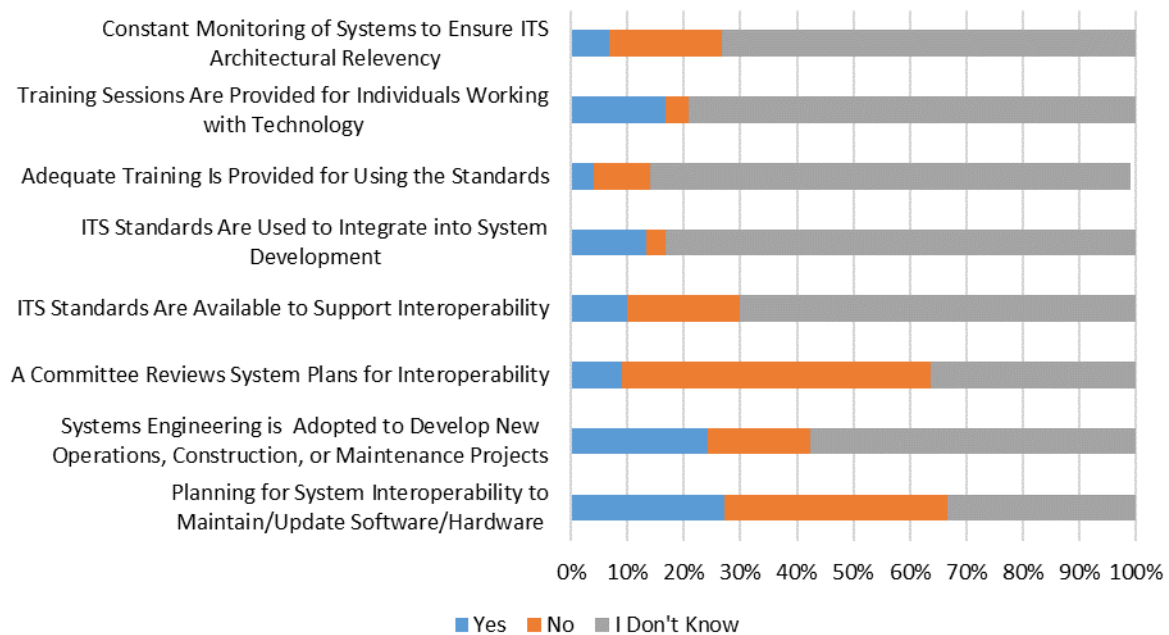 Constant Monitoring of Systems to Ensure ITS
Architectural Relevency
Training Sessions Are Provided for Individuals Working
with Technology
Adequate Training Is Provided for Using the Standards
ITS Standards Are Used to Integrate into System
Development
ITS Standards Are Available to Support Interoperability
A Committee Reviews System Plans for Interoperability
Systems Engineering is Adopted to Develop New
Operations, Construction, or Maintenance Projects
Planning for System Interoperability to
Maintain/Update Software/Hardware
0% 10% 20% 30% 40% 50% 60% 70% 80% 90% 100%
Yes No I Don't Know